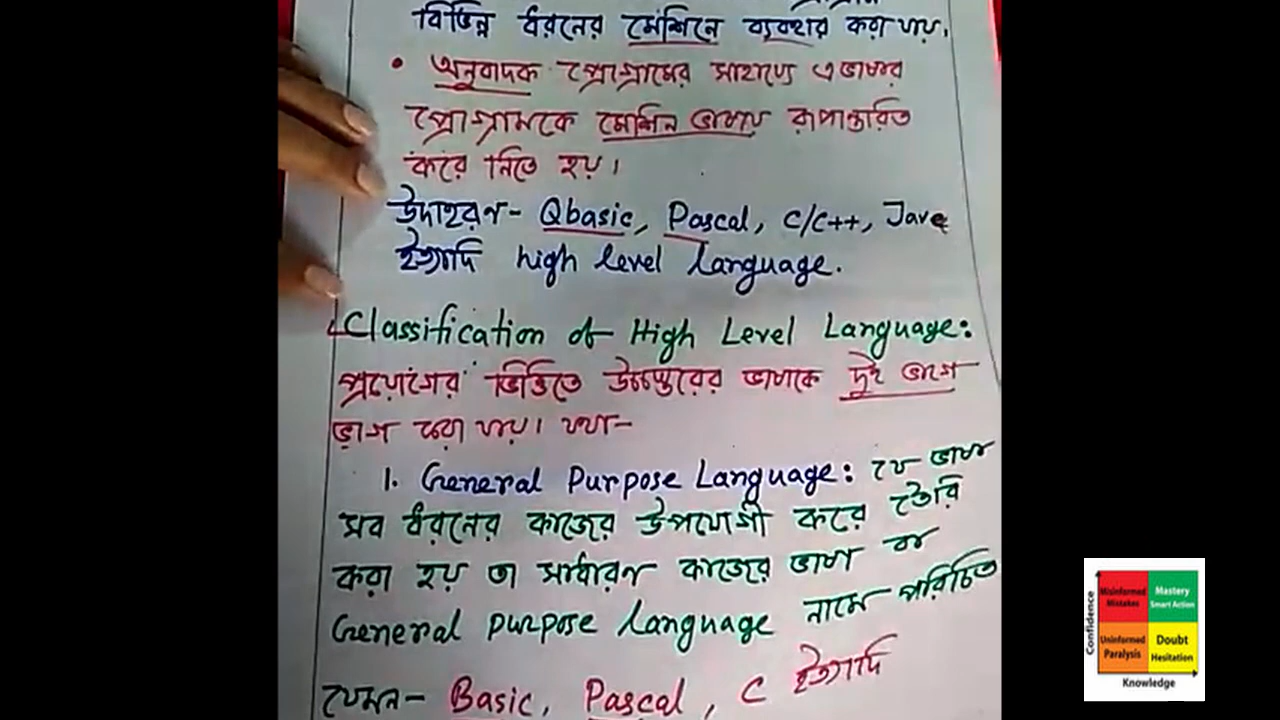 বিভিন্ন ধরনের মেশিনে ব্যবহার করা যায়।
• অনুবাদক প্রোগ্রামের সাহায্যে এ ভাষার
প্রোগ্রামকে মেশিন ভাষায় রূপান্তরিত
করে নিতে হয়।
উদাহরণ- Qbasic, Pascal, C/C++, Java
ইত্যাদি high level language.
Classification of High Level Language:
প্রয়োগের ভিত্তিতে উচ্চস্তরের ভাষাকে দুই ভাগে
ভাগ করা যায়। যথা-
1. General Purpose Language: যে ভাষা
সব ধরনের কাজের উপযোগী করে তৈরি
করা হয় তা সাধারণ কাজের ভাষা বা
General purpose language নামে পরিচিত
যেমন- Basic, Pascal, C ইত্যাদি
Confidence
Misinformed Mistakes
Mastery Smart Action
Uninformed Paralysis
Doubt Hesitation
Knowledge